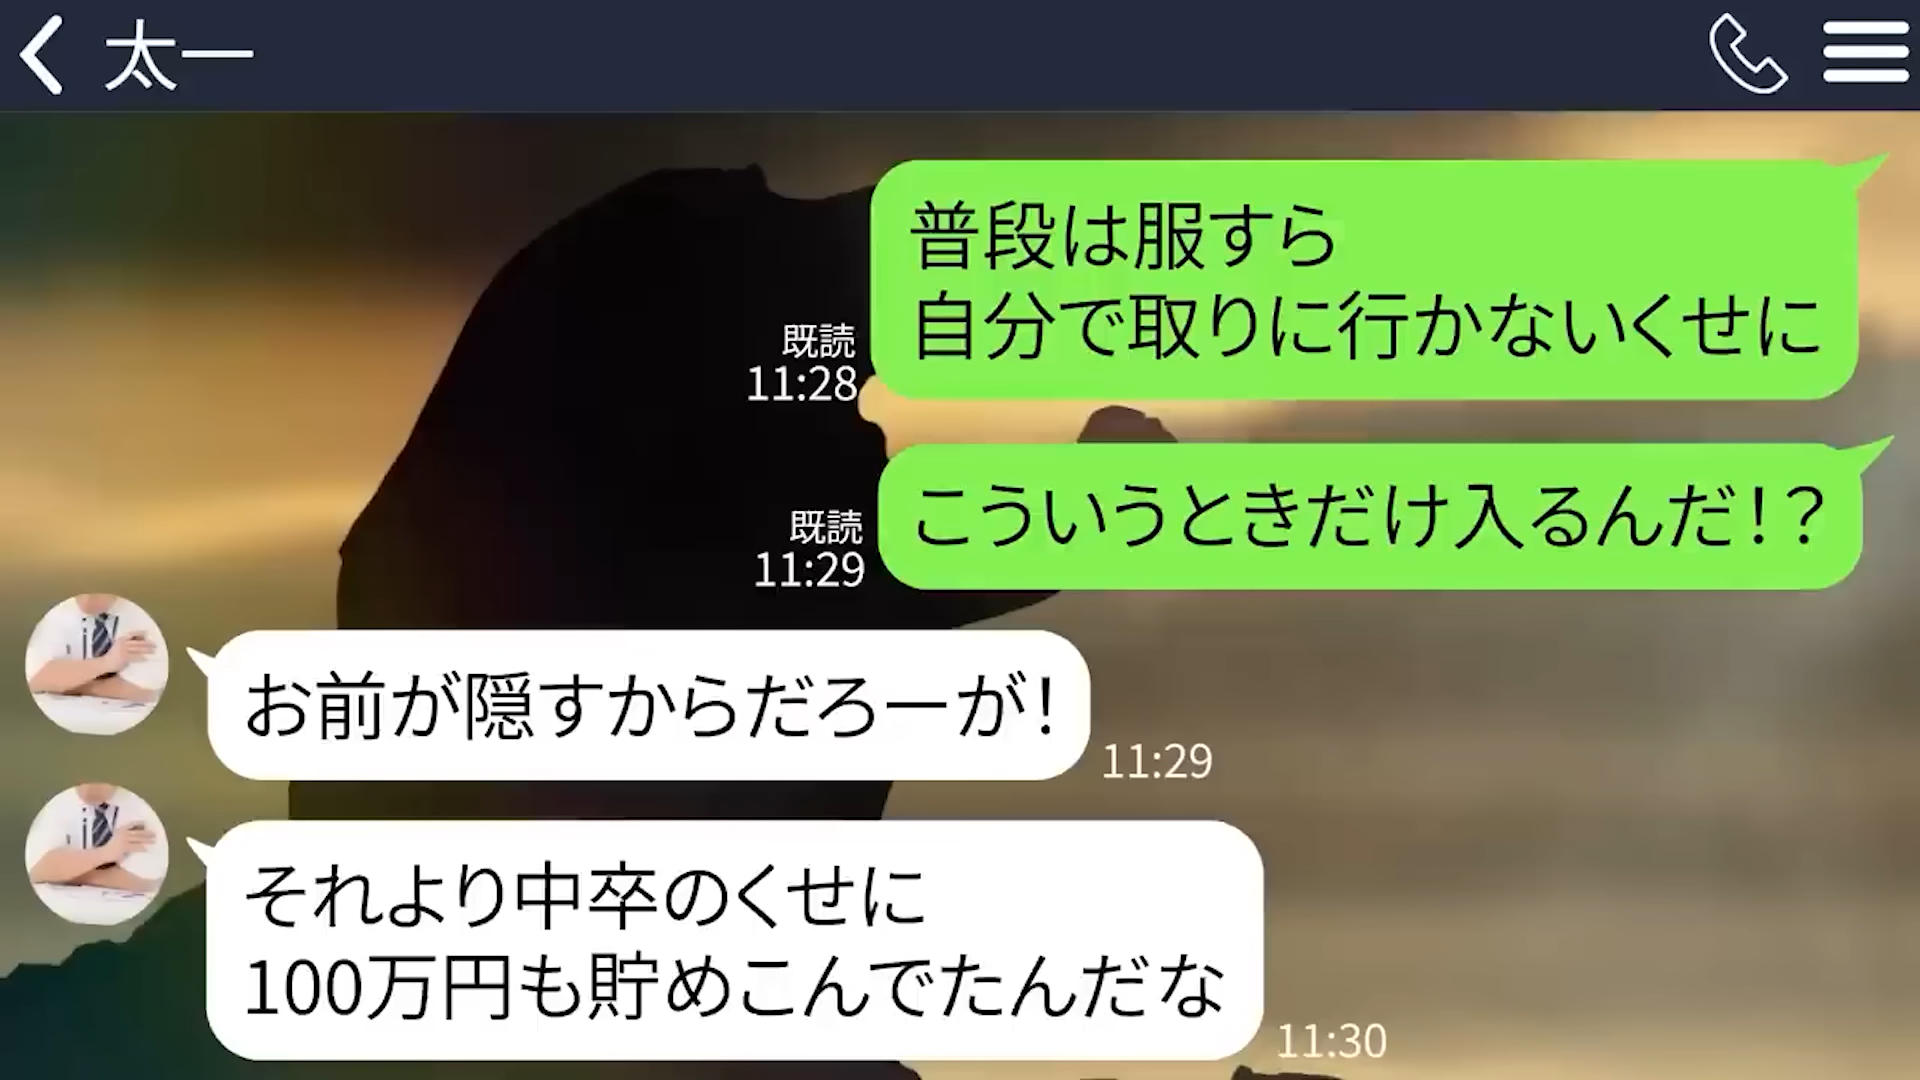 太一
普段は服すら
自分で取りに行かないくせに
既読
11:28
こういうときだけ入るんだ！？
既読
11:29
お前が隠すからだろーが！
11:29
それより中卒のくせに
100万円も貯めこんでたんだな
11:30